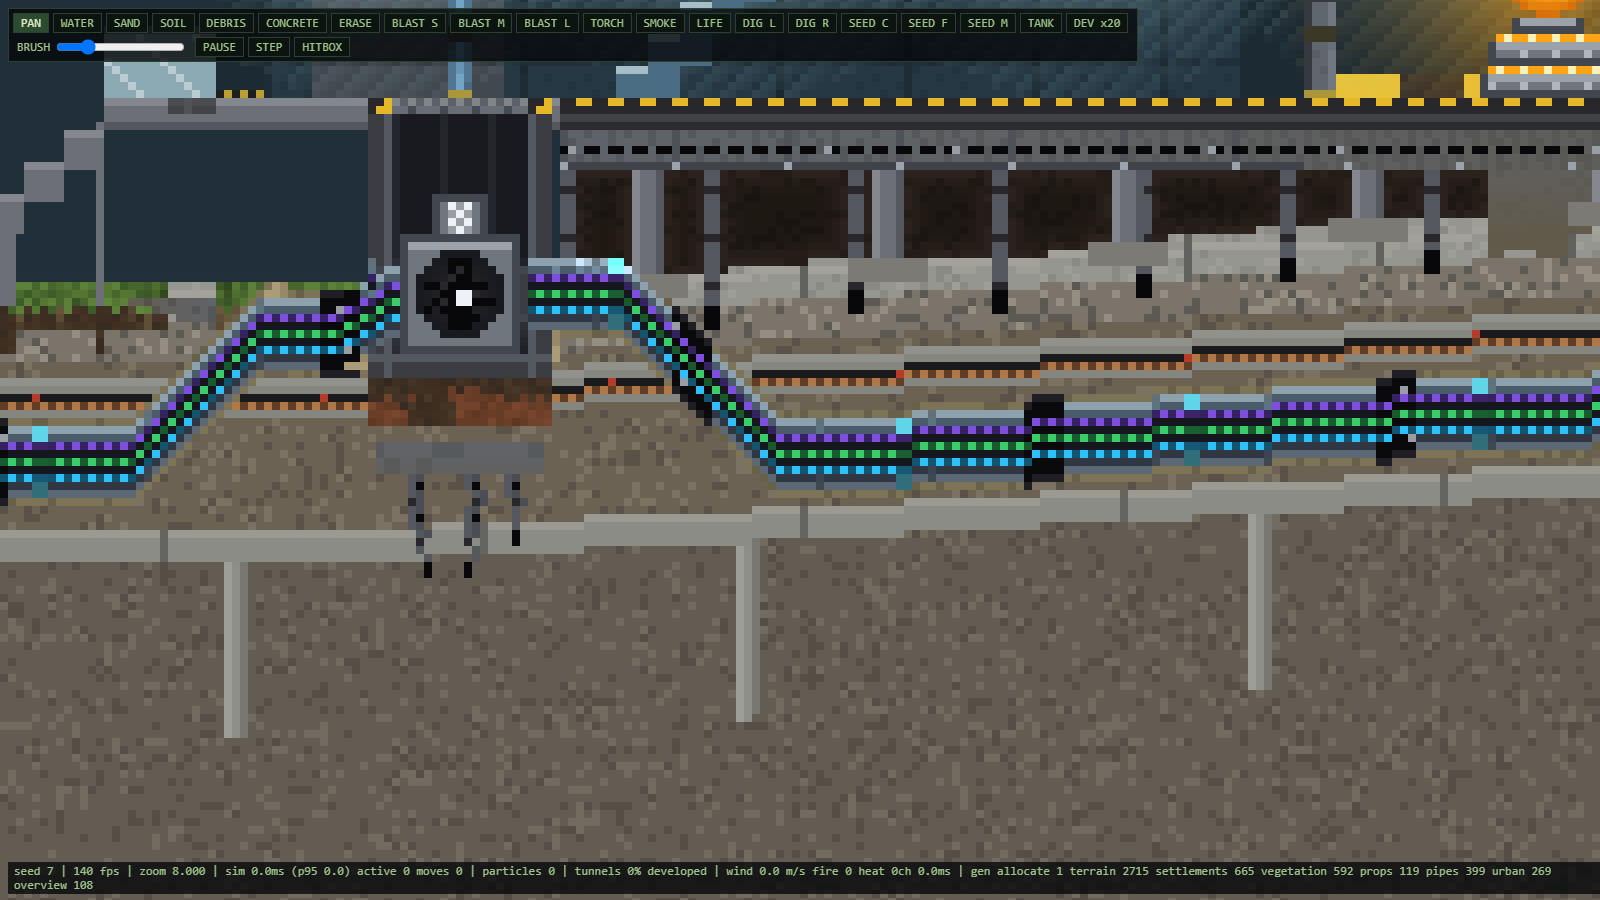 PAN WATER SAND SOIL DEBRIS CONCRETE ERASE BLAST S BLAST M BLAST L TORCH SMOKE LIFE DIG L DIG R SEED C SEED F SEED M TANK DEV x20
BRUSH PAUSE STEP HITBOX
seed 7 | 140 fps | zoom 8.000 | sim 0.0ms (p95 0.0) active 0 moves 0 | particles 0 | tunnels 0% developed | wind 0.0 m/s fire 0 heat 0ch 0.0ms | gen allocate 1 terrain 2715 settlements 665 vegetation 592 props 119 pipes 399 urban 269
overview 108